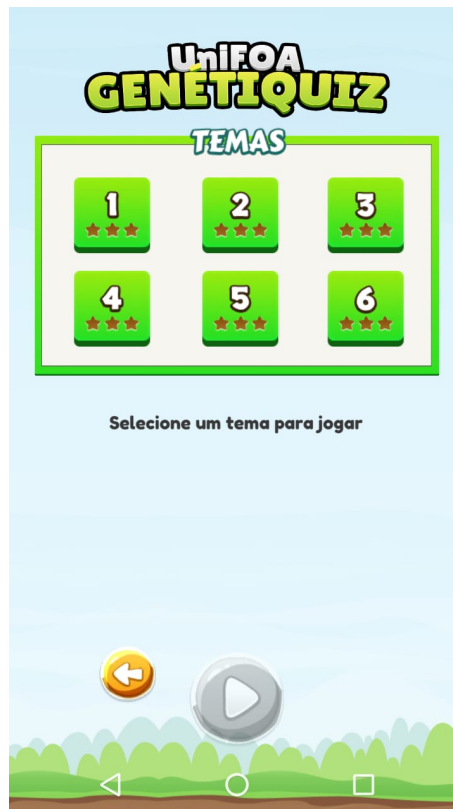 UniFOA
GENÉTIQUIZ
TEMAS
1 2 3
4 5 6
Selecione um tema para jogar